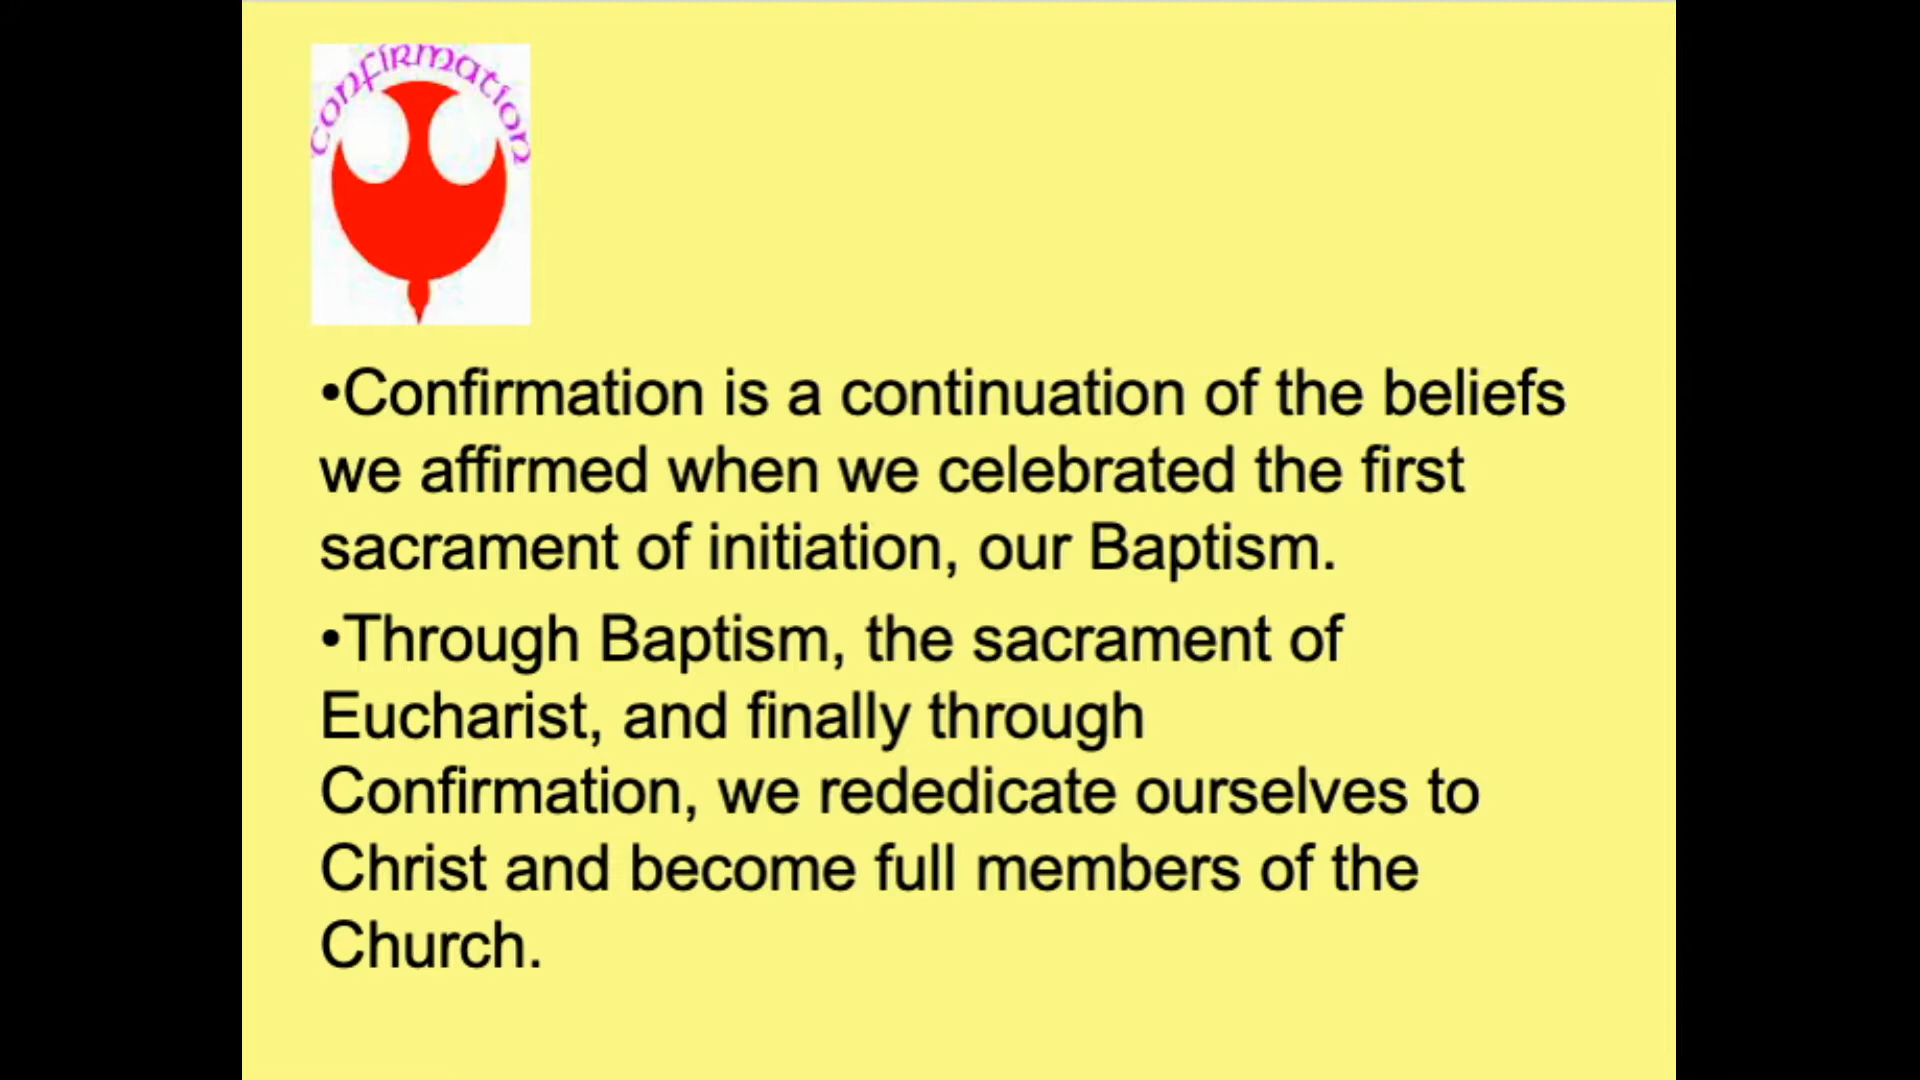 confirmation
•Confirmation is a continuation of the beliefs
we affirmed when we celebrated the first
sacrament of initiation, our Baptism.
•Through Baptism, the sacrament of
Eucharist, and finally through
Confirmation, we rededicate ourselves to
Christ and become full members of the
Church.